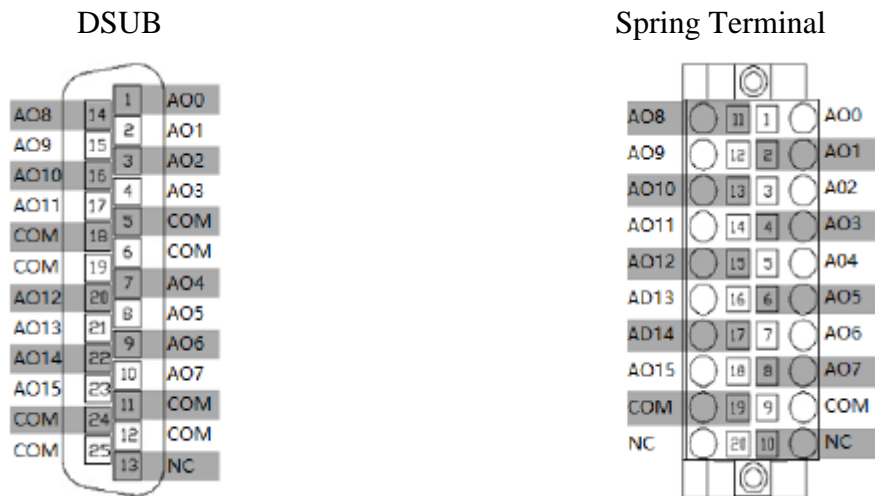 DSUB Spring Terminal
1 AO0
AO8 14
2 AO1
AO9 15
3 AO2
AO10 16
4 AO3
AO11 17
5 COM
COM 18
6 COM
COM 19
7 AO4
AO12 20
8 AO5
AO13 21
9 AO6
AO14 22
10 AO7
AO15 23
11 COM
COM 24
12 COM
COM 25
13 NC
AO8 11 1 AO0
AO9 12 2 AO1
AO10 13 3 A02
AO11 14 4 AO3
AO12 15 5 A04
AD13 16 6 AO5
AD14 17 7 AO6
AO15 18 8 AO7
COM 19 9 COM
NC 20 10 NC